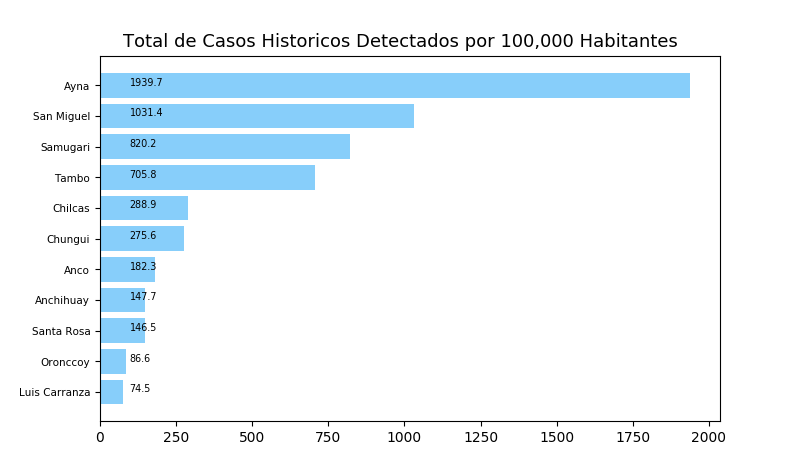 Total de Casos Historicos Detectados por 100,000 Habitantes
Ayna 1939.7
San Miguel 1031.4
Samugari 820.2
Tambo 705.8
Chilcas 288.9
Chungui 275.6
Anco 182.3
Anchihuay 147.7
Santa Rosa 146.5
Oronccoy 86.6
Luis Carranza 74.5
0 250 500 750 1000 1250 1500 1750 2000